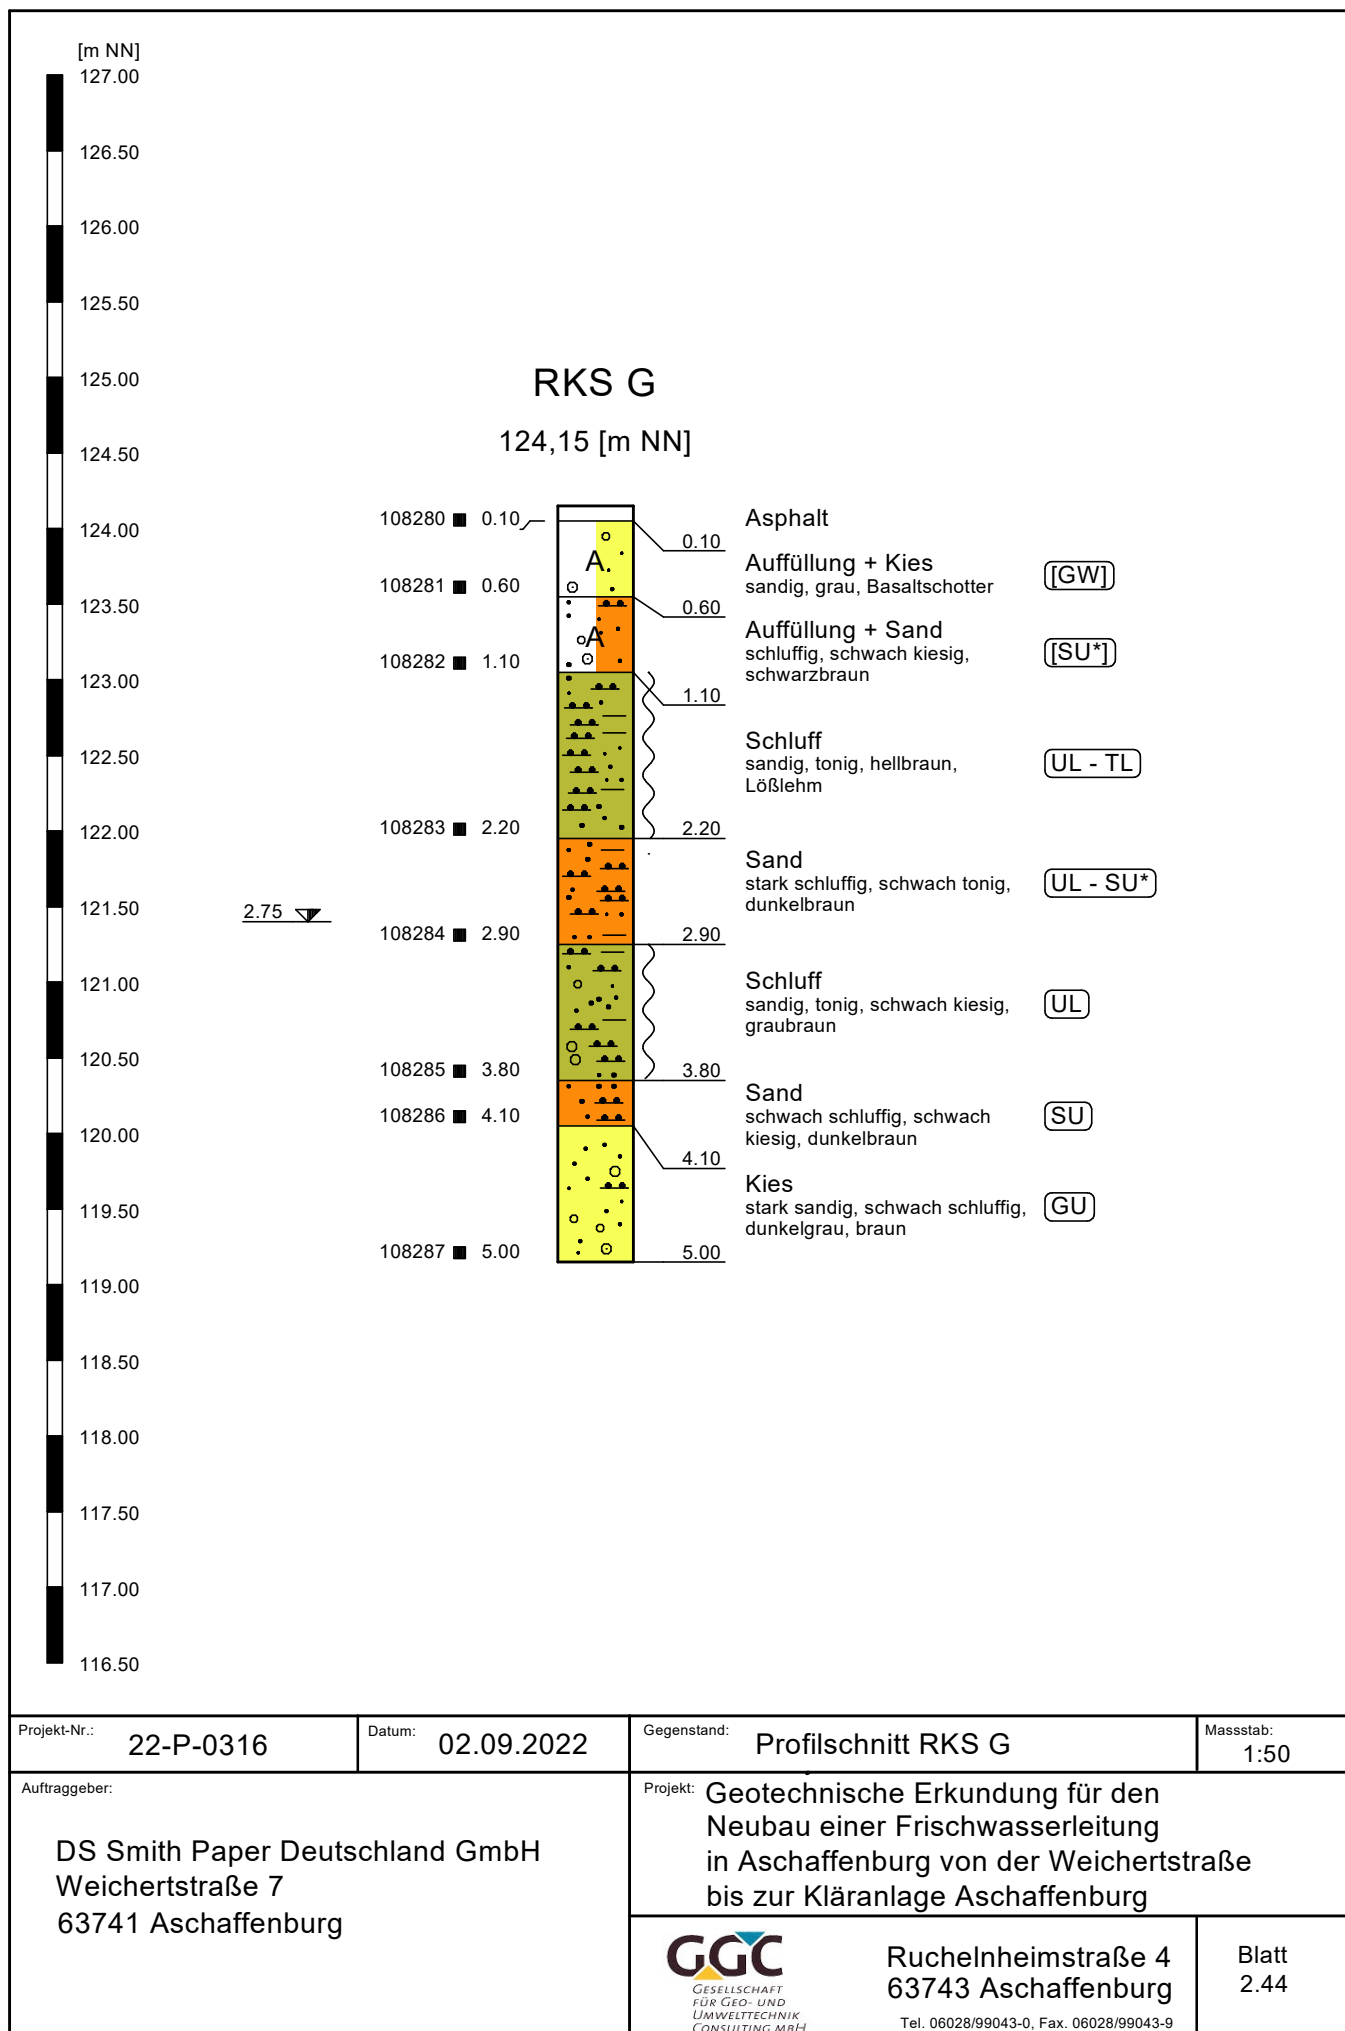 [m NN]
127.00
126.50
126.00
125.50
125.00
124.50
124.00
123.50
123.00
122.50
122.00
121.50
121.00
120.50
120.00
119.50
119.00
118.50
118.00
117.50
117.00
116.50
RKS G
124,15 [m NN]
108280 0.10
108281 0.60
108282 1.10
108283 2.20
2.75
108284 2.90
108285 3.80
108286 4.10
108287 5.00
A
A
0.10
0.60
1.10
2.20
2.90
3.80
4.10
5.00
Asphalt
Auffüllung + Kies
sandig, grau, Basaltschotter
[GW]
Auffüllung + Sand
schluffig, schwach kiesig,
schwarzbraun
[SU*]
Schluff
sandig, tonig, hellbraun,
Lößlehm
UL - TL
Sand
stark schluffig, schwach tonig,
dunkelbraun
UL - SU*
Schluff
sandig, tonig, schwach kiesig,
graubraun
UL
Sand
schwach schluffig, schwach
kiesig, dunkelbraun
SU
Kies
stark sandig, schwach schluffig,
dunkelgrau, braun
GU
Projekt-Nr.: 22-P-0316
Datum: 02.09.2022
Gegenstand: Profilschnitt RKS G
Massstab: 1:50
Auftraggeber:
DS Smith Paper Deutschland GmbH
Weichertstraße 7
63741 Aschaffenburg
Projekt: Geotechnische Erkundung für den
Neubau einer Frischwasserleitung
in Aschaffenburg von der Weichertstraße
bis zur Kläranlage Aschaffenburg
GGC
GESELLSCHAFT
FÜR GEO- UND
UMWELTTECHNIK
CONSULTING MBH
Ruchelnheimstraße 4
63743 Aschaffenburg
Tel. 06028/99043-0, Fax. 06028/99043-9
Blatt
2.44